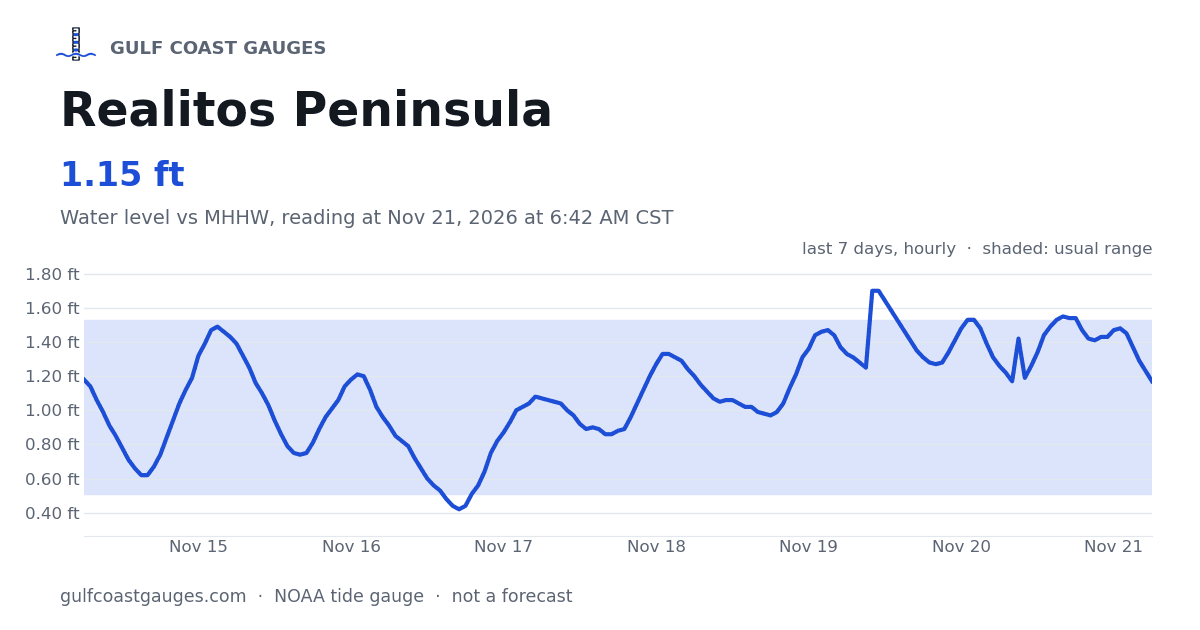 GULF COAST GAUGES
Realitos Peninsula
1.15 ft
Water level vs MHHW, reading at Nov 21, 2026 at 6:42 AM CST
last 7 days, hourly · shaded: usual range
1.80 ft
1.60 ft
1.40 ft
1.20 ft
1.00 ft
0.80 ft
0.60 ft
0.40 ft
Nov 15 Nov 16 Nov 17 Nov 18 Nov 19 Nov 20 Nov 21
gulfcoastgauges.com · NOAA tide gauge · not a forecast